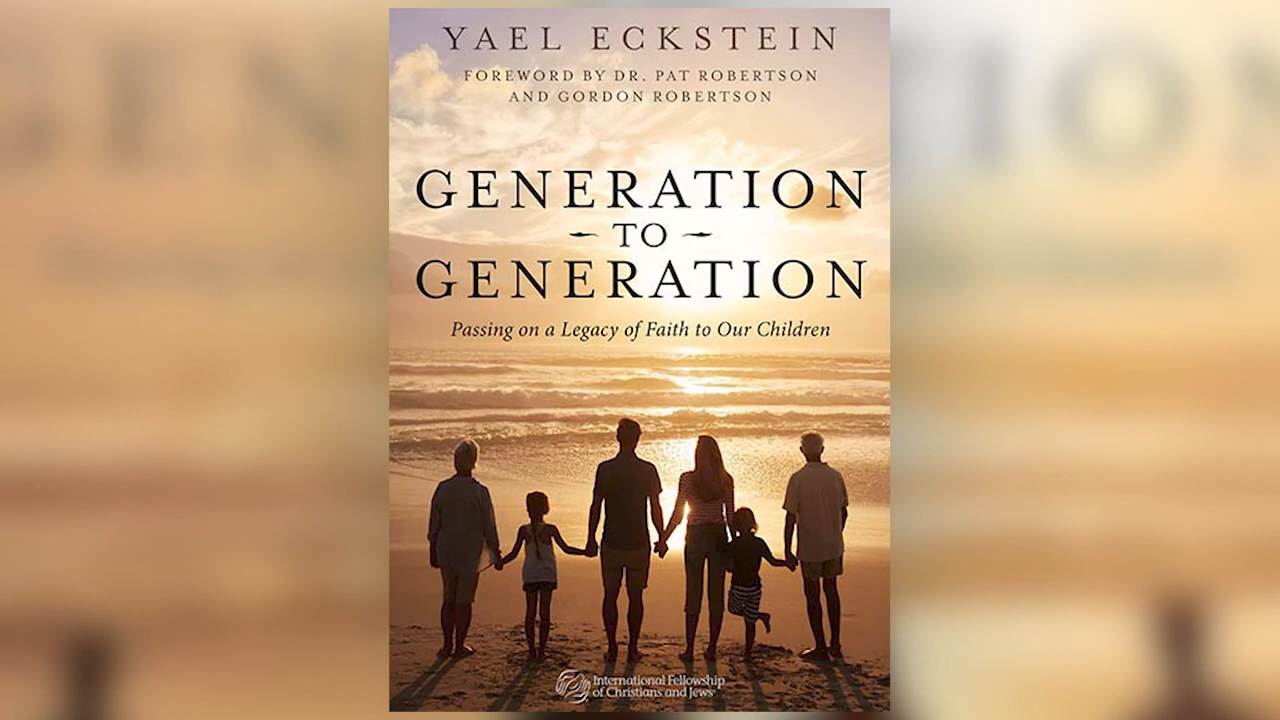 YAEL ECKSTEIN
FOREWORD BY DR. PAT ROBERTSON
AND GORDON ROBERTSON
GENERATION
TO
GENERATION
Passing on a Legacy of Faith to Our Children
International Fellowship
of Christians and Jews